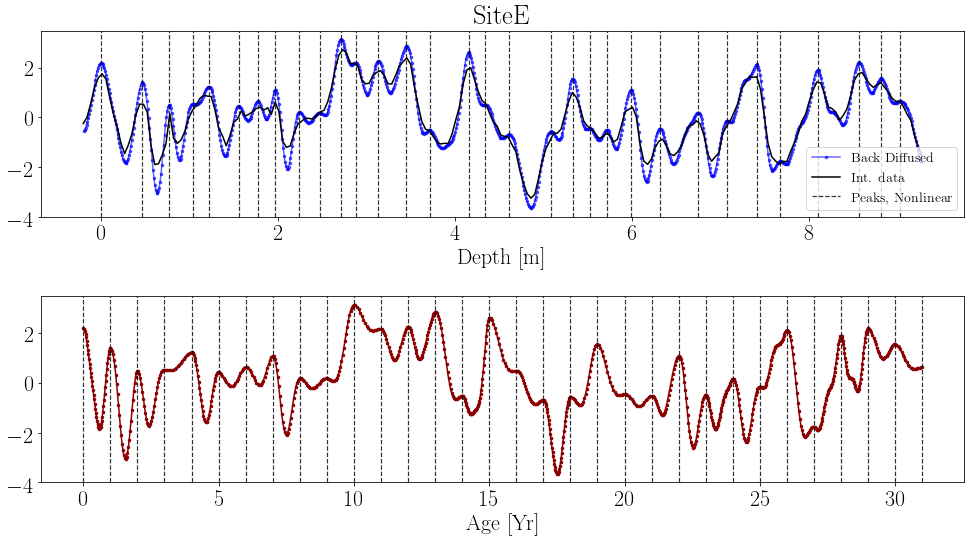 SiteE
2
0
−2
−4
0 2 4 6 8
Depth [m]
Back Diffused
Int. data
Peaks, Nonlinear
2
0
−2
−4
0 5 10 15 20 25 30
Age [Yr]